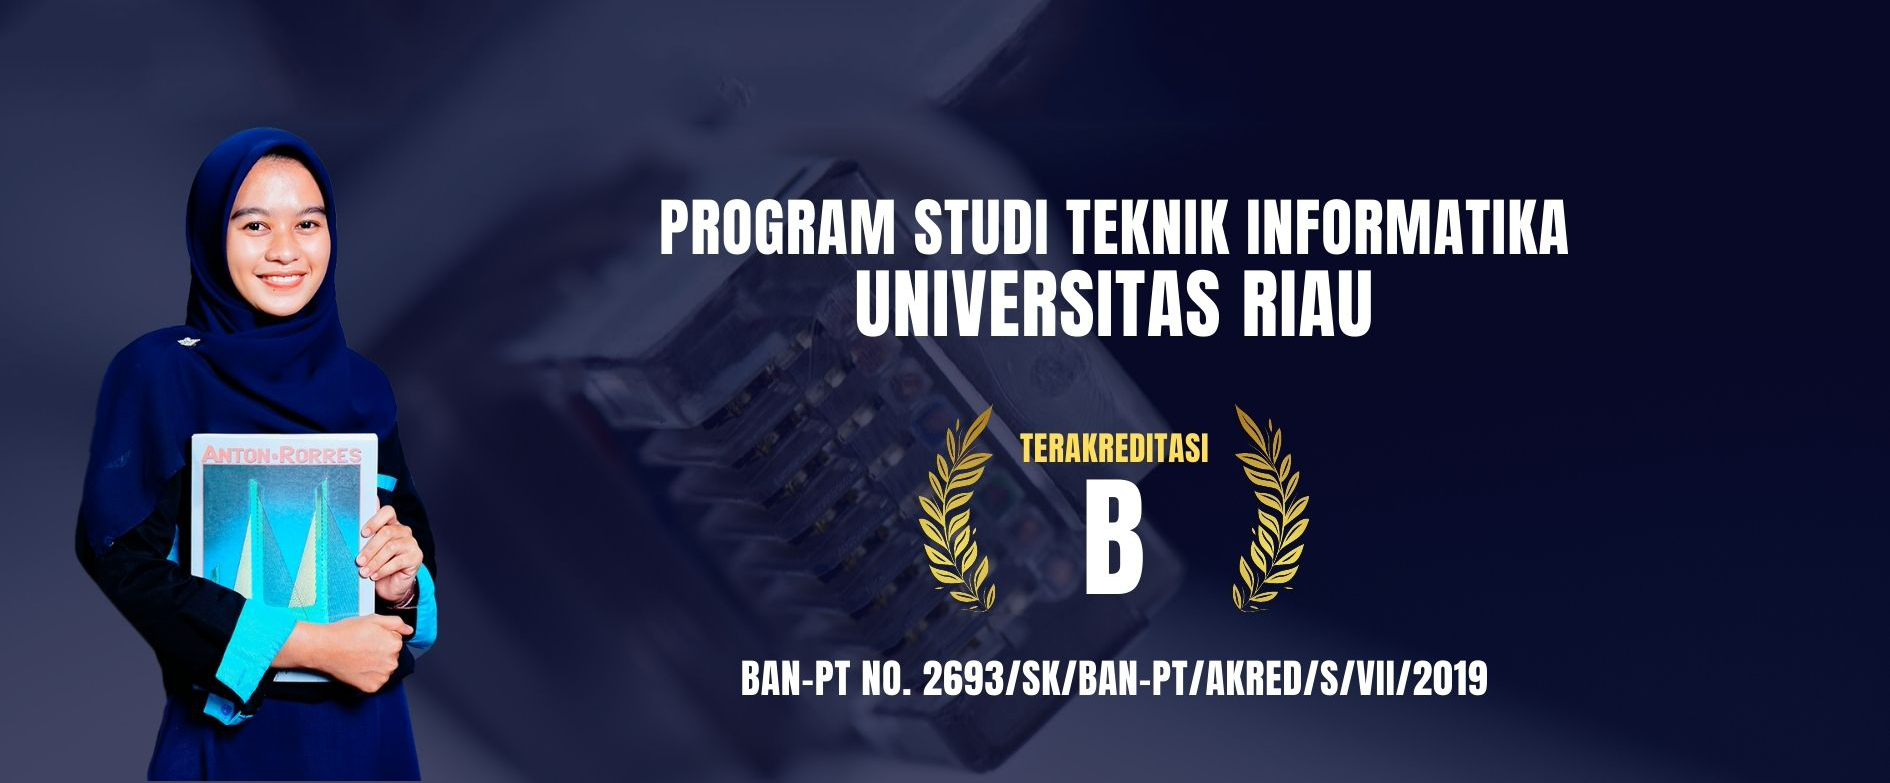 PROGRAM STUDI TEKNIK INFORMATIKA
UNIVERSITAS RIAU
TERAKREDITASI
B
BAN-PT NO. 2693/SK/BAN-PT/AKRED/S/VII/2019
ANTON•RORRES